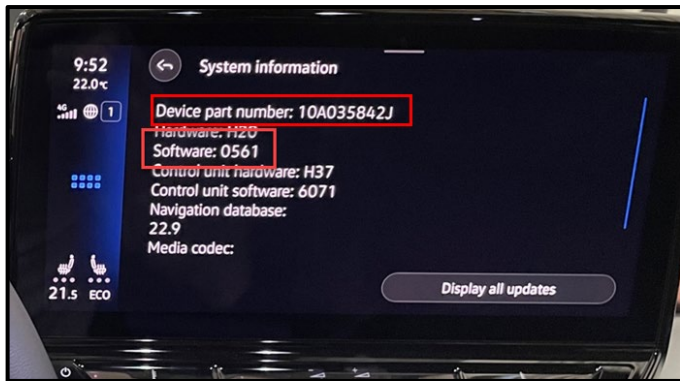 9:52
22.0°c
System information
4G
1
Device part number: 10A035842J
Hardware: H20
Software: 0561
Control unit hardware: H37
Control unit software: 6071
Navigation database:
22.9
Media codec:
Display all updates
21.5 ECO